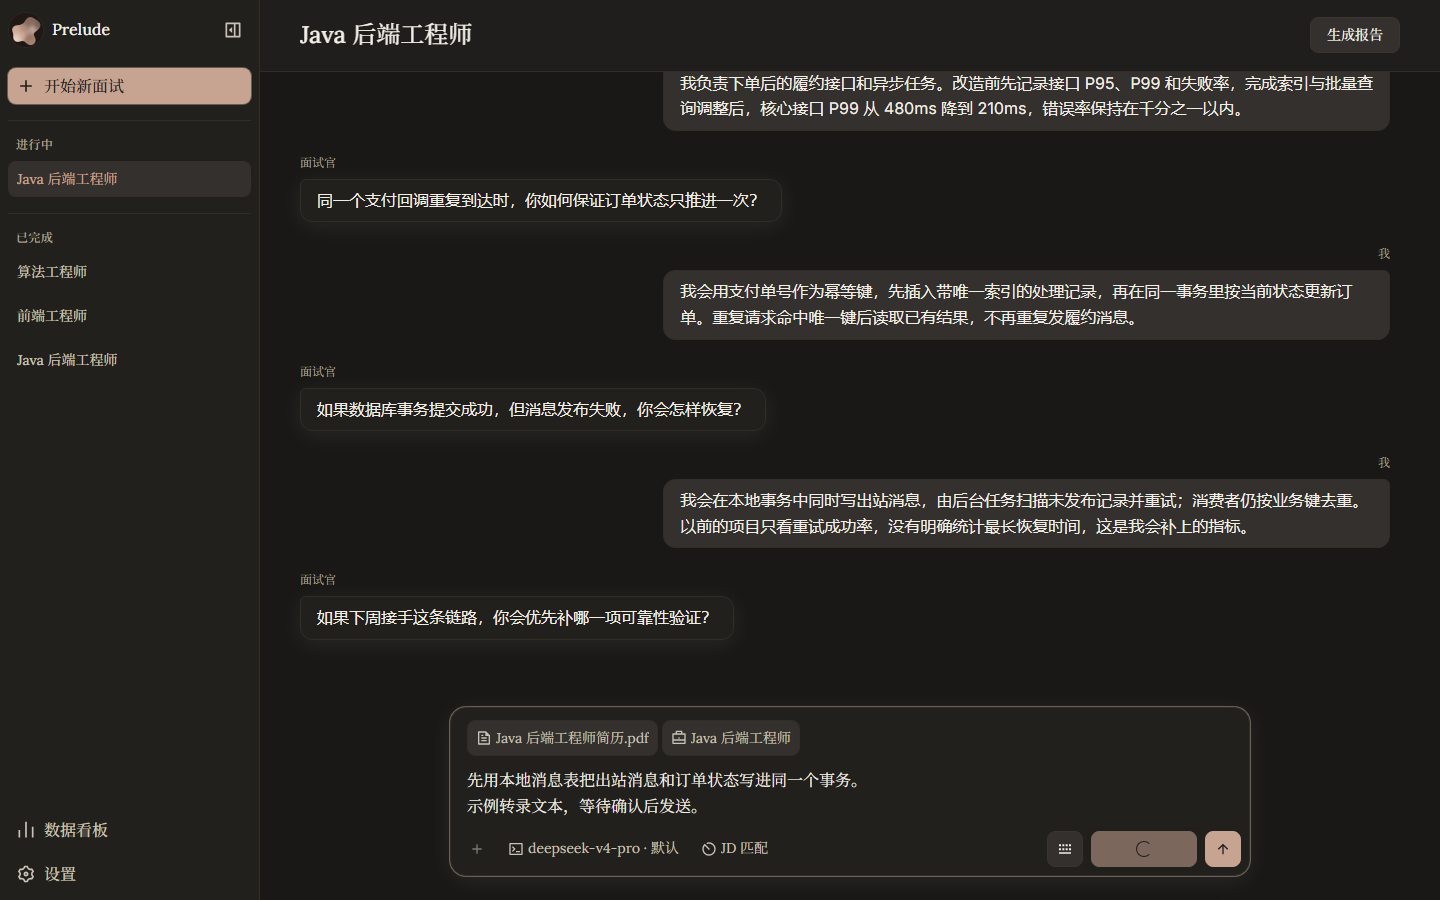 Prelude
开始新面试
进行中
Java 后端工程师
已完成
算法工程师
前端工程师
Java 后端工程师
数据看板
设置
Java 后端工程师
生成报告
我负责下单后的履约接口和异步任务。改造前先记录接口 P95、P99 和失败率，完成索引与批量查
询调整后，核心接口 P99 从 480ms 降到 210ms，错误率保持在千分之一以内。
面试官
同一个支付回调重复到达时，你如何保证订单状态只推进一次？
我
我会用支付单号作为幂等键，先插入带唯一索引的处理记录，再在同一事务里按当前状态更新订
单。重复请求命中唯一键后读取已有结果，不再重复发履约消息。
面试官
如果数据库事务提交成功，但消息发布失败，你会怎样恢复？
我
我会在本地事务中同时写出站消息，由后台任务扫描未发布记录并重试；消费者仍按业务键去重。
以前的项目只看重试成功率，没有明确统计最长恢复时间，这是我会补上的指标。
面试官
如果下周接手这条链路，你会优先补哪一项可靠性验证？
Java 后端工程师简历.pdf
Java 后端工程师
先用本地消息表把出站消息和订单状态写进同一个事务。
示例转录文本，等待确认后发送。
deepseek-v4-pro · 默认
JD 匹配